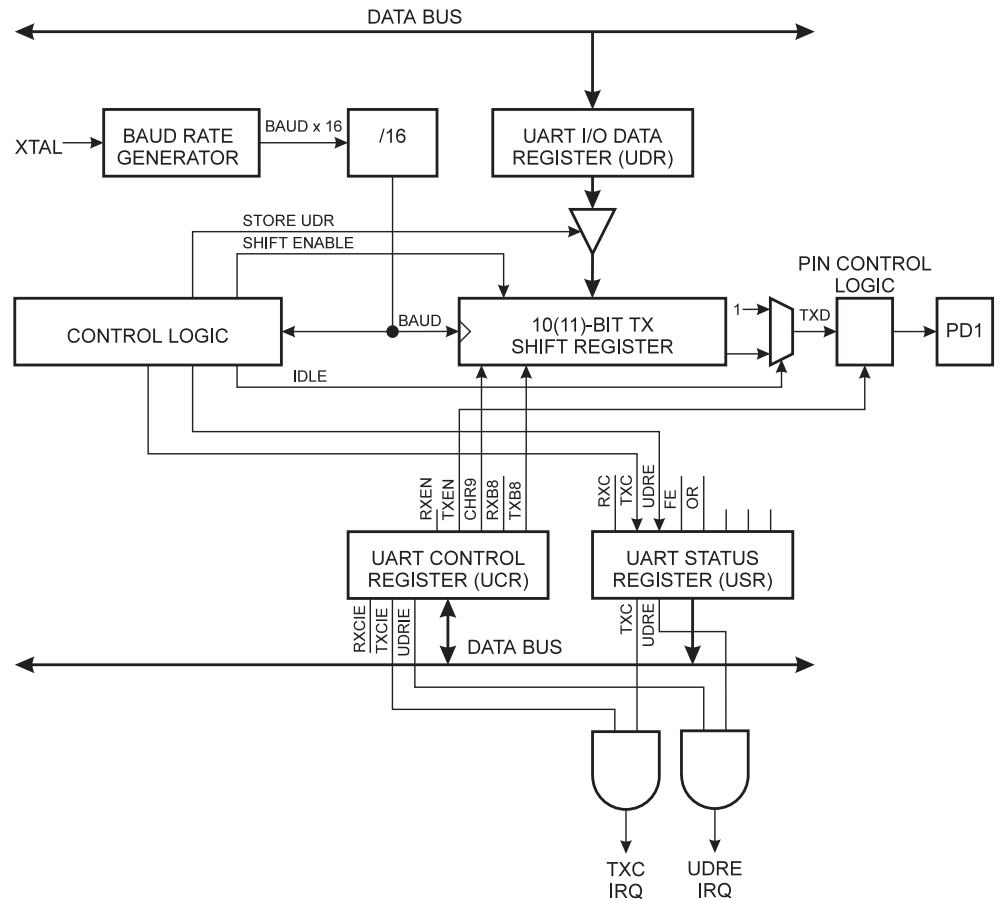 DATA BUS
XTAL
BAUD RATE
GENERATOR
BAUD x 16
/16
UART I/O DATA
REGISTER (UDR)
STORE UDR
SHIFT ENABLE
PIN CONTROL
LOGIC
CONTROL LOGIC
BAUD
10(11)-BIT TX
SHIFT REGISTER
1
TXD
PD1
IDLE
RXEN
TXEN
CHR9
RXB8
TXB8
RXC
TXC
UDRE
FE
OR
UART CONTROL
REGISTER (UCR)
UART STATUS
REGISTER (USR)
RXCIE
TXCIE
UDRIE
TXC
UDRE
DATA BUS
TXC
IRQ
UDRE
IRQ